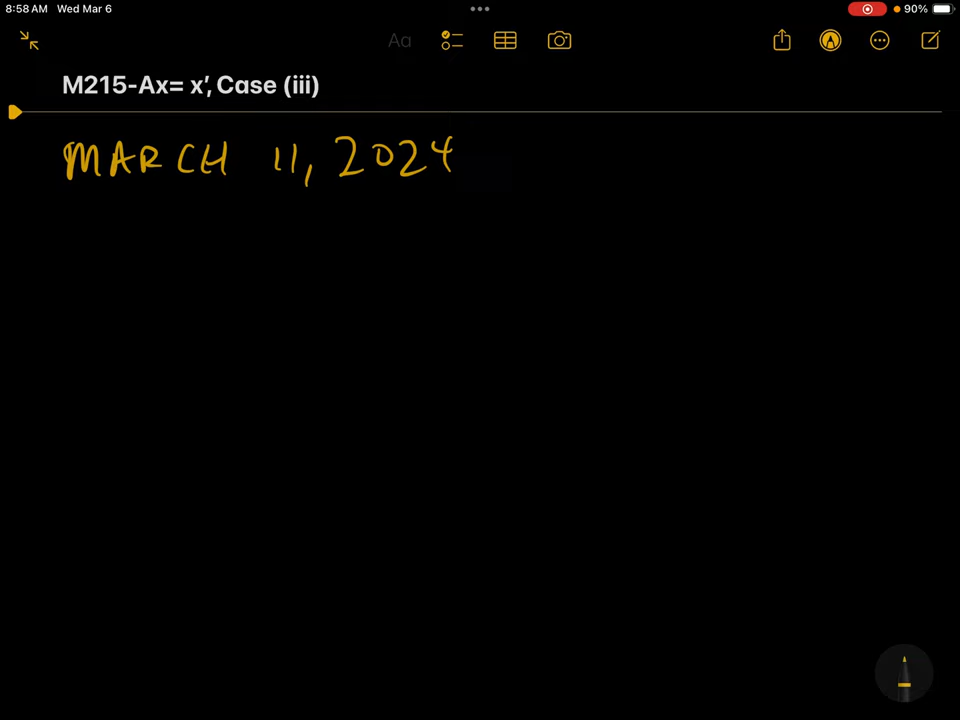 8:58 AM Wed Mar 6 90%
Aa
M215-Ax= x′, Case (iii)
MARCH 11, 2024